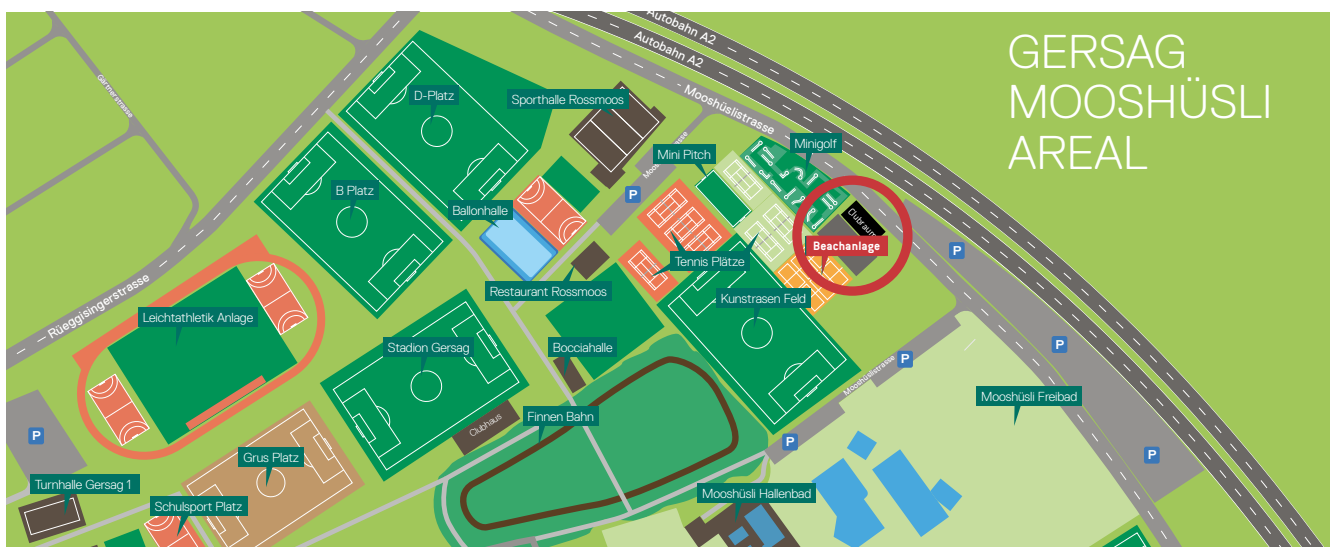 GERSAG
MOOSHÜSLI
AREAL
Autobahn A2
Autobahn A2
Mooshüslistrasse
Gärtnerstrasse
D-Platz
Sporthalle Rossmoos
Minigolf
Mini Pitch
P
B Platz
Ballonhalle
Clubraum
Beachanlage
P
Tennis Plätze
Restaurant Rossmoos
Kunstrasen Feld
Rüeggisingerstrasse
Leichtathletik Anlage
Stadion Gersag
Bocciahalle
P
P
Mooshüslistrasse
Mooshüsli Freibad
Finnen Bahn
Clubhaus
P
P
P
Grus Platz
Turnhalle Gersag 1
Schulsport Platz
Mooshüsli Hallenbad